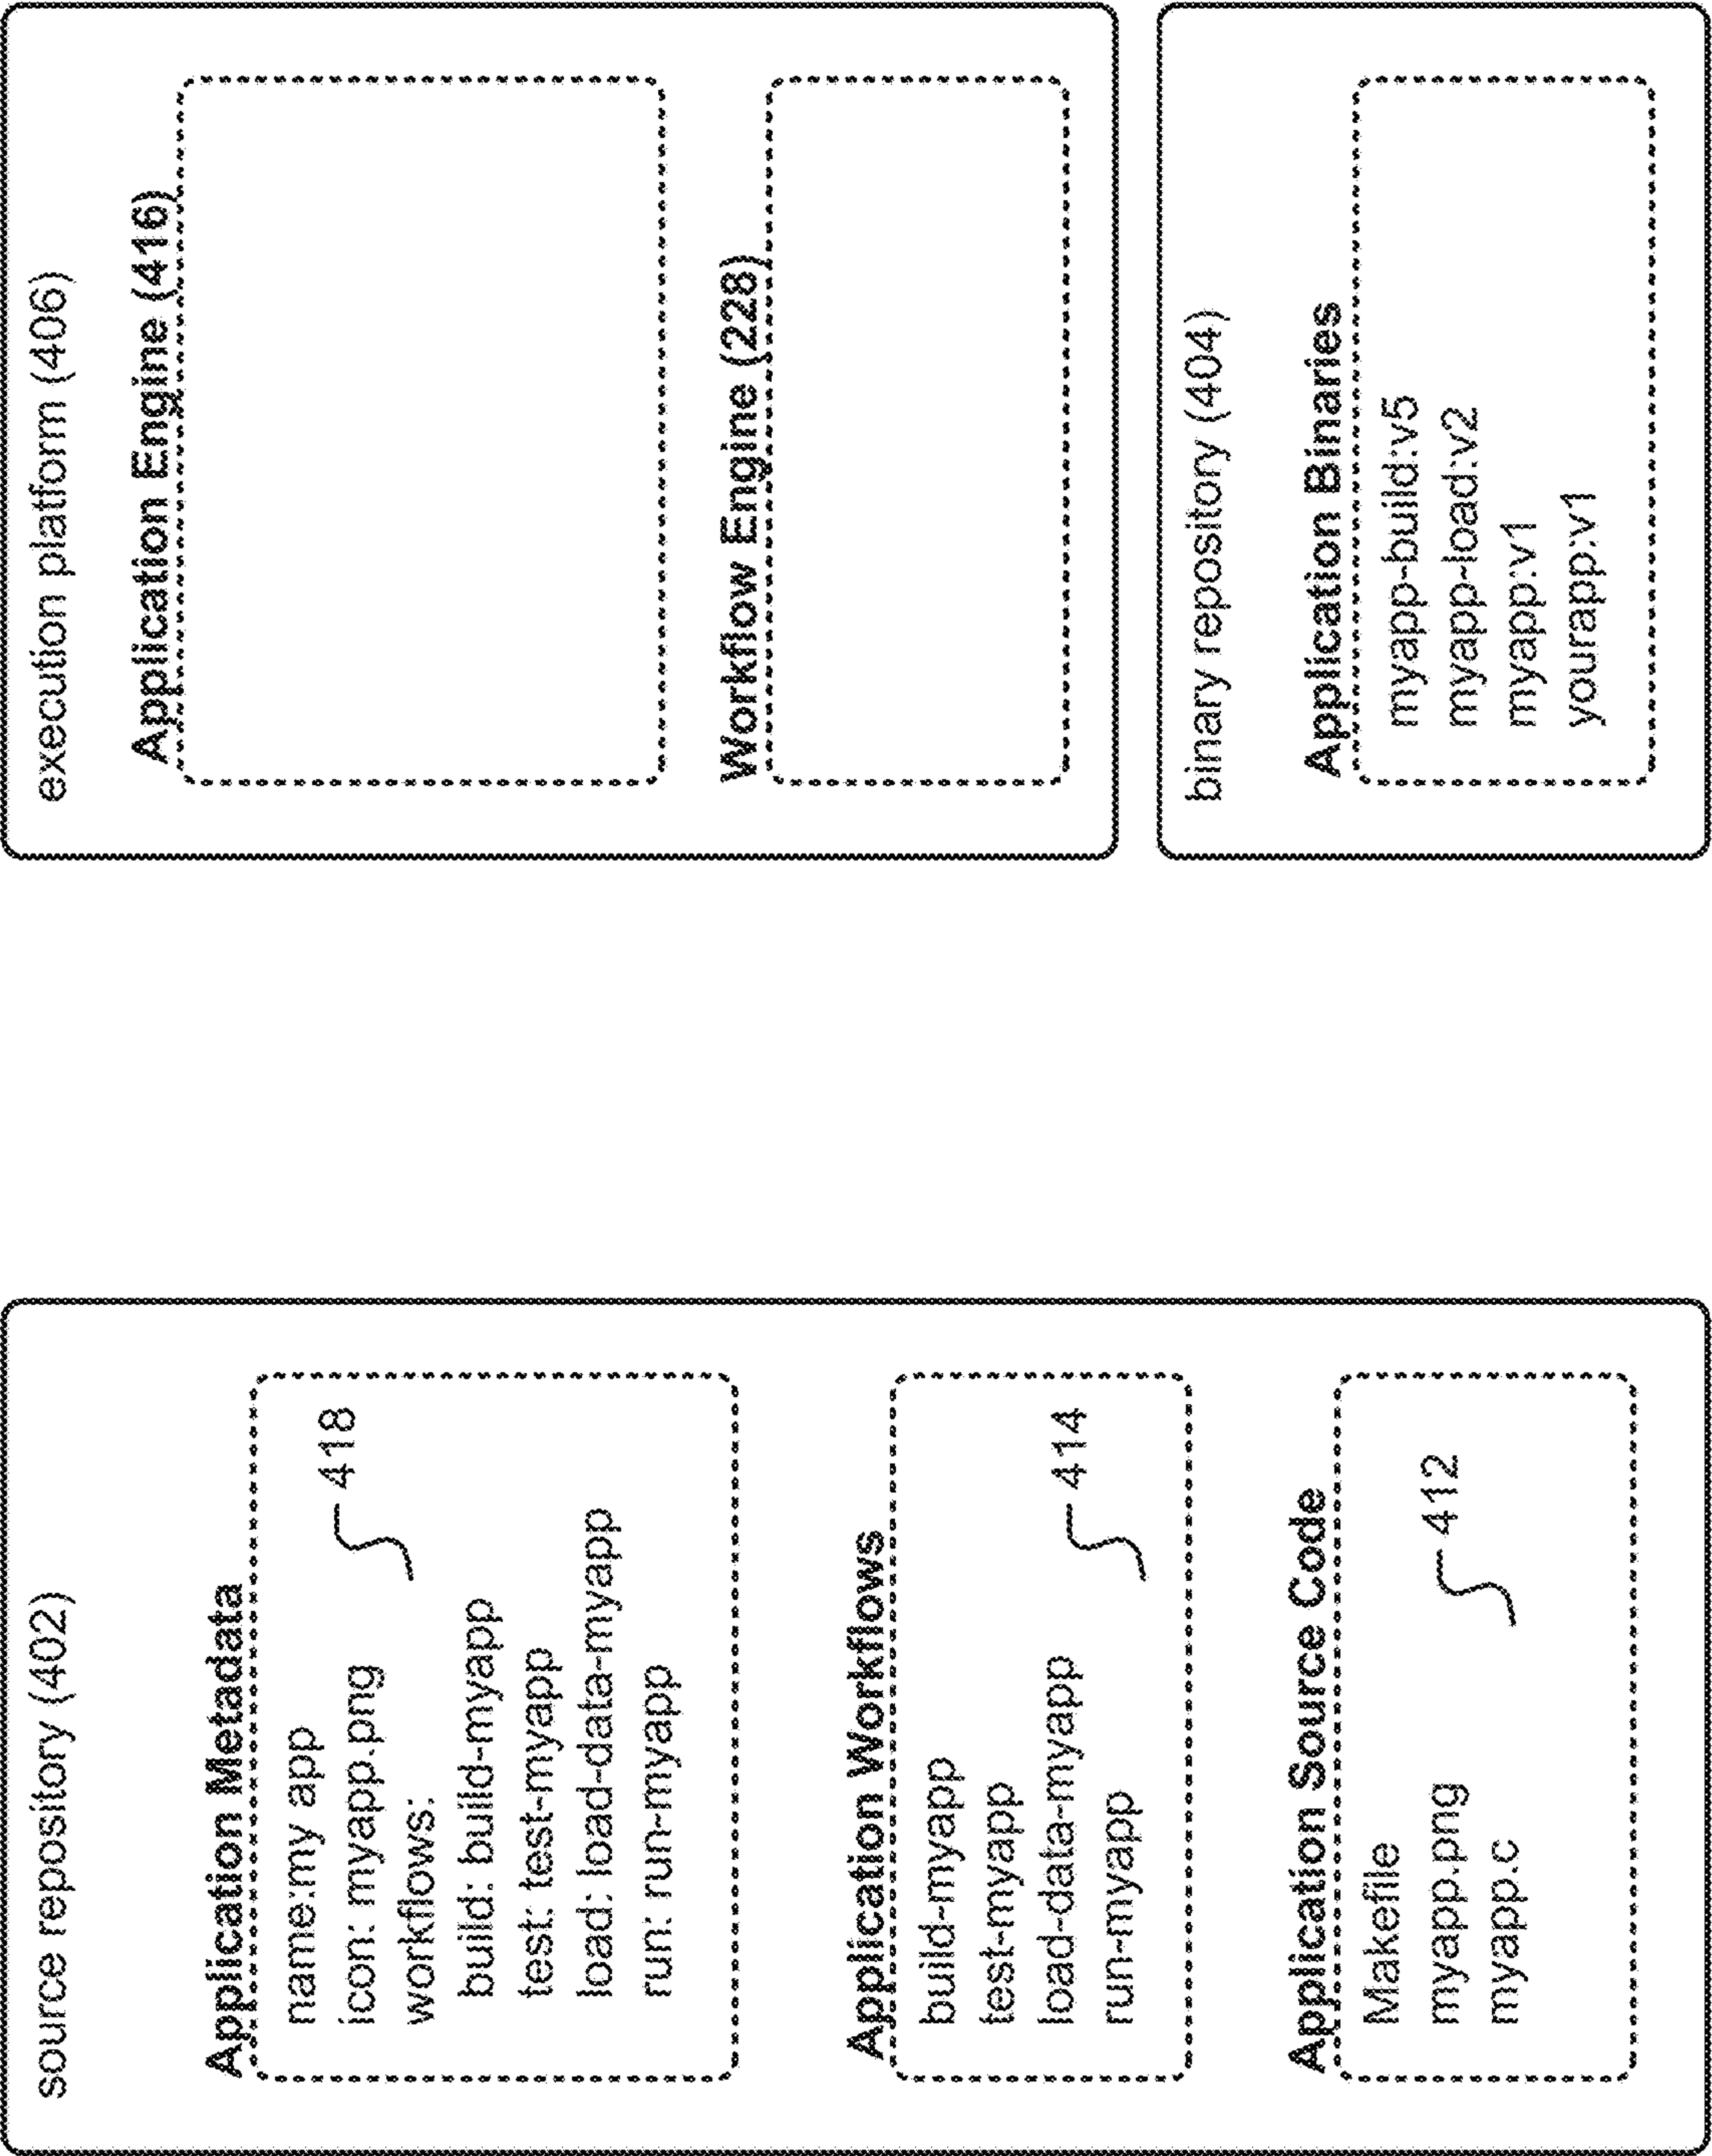 source repository (402)
Application Metadata
name:my app
icon: myapp.png
workflows:
build: build-myapp
test: test-myapp
load: load-data-myapp
run: run-myapp
418
Application Workflows
build-myapp
test-myapp
load-data-myapp
run-myapp
414
Application Source Code
Makefile
myapp.png
myapp.c
412
execution platform (406)
Application Engine (416)
Workflow Engine (228)
binary repository (404)
Application Binaries
myapp-build:v5
myapp-load:v2
myapp:v1
yourapp:v1